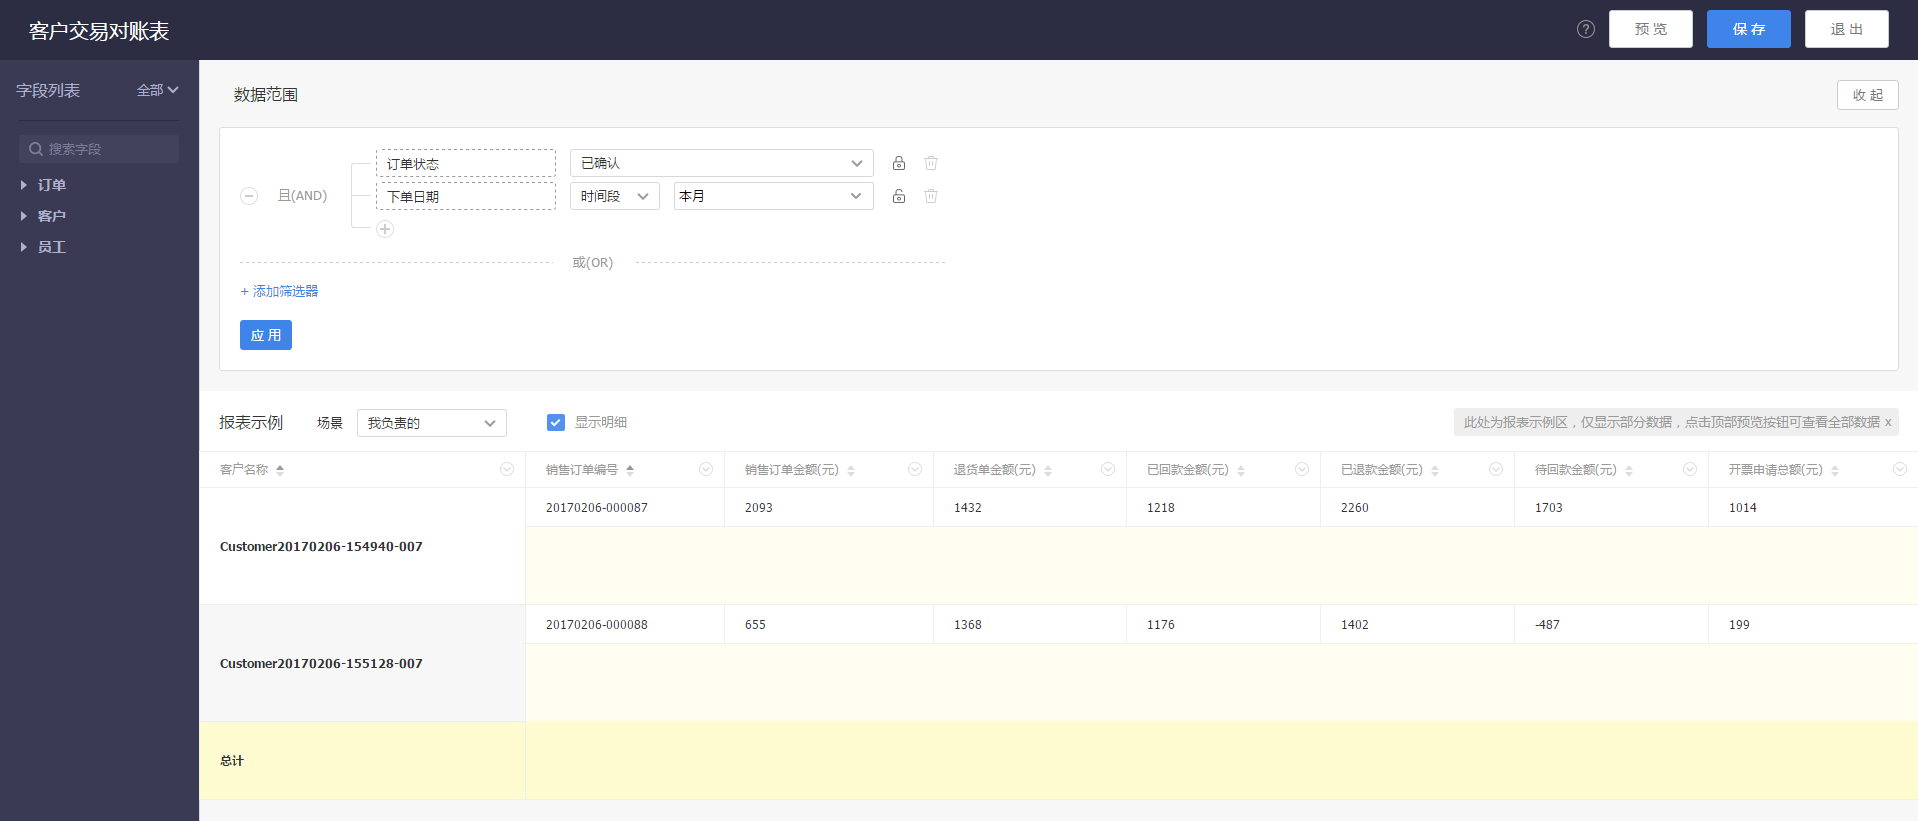 客户交易对账表
? 预 览 保 存 退 出
字段列表 全部
搜索字段
订单
客户
员工
数据范围 收 起
订单状态 已确认
且(AND) 下单日期 时间段 本月
或(OR)
+ 添加筛选器
应 用
报表示例 场景 我负责的 显示明细 此处为报表示例区，仅显示部分数据，点击顶部预览按钮可查看全部数据 x
客户名称 销售订单编号 销售订单金额(元) 退货单金额(元) 已回款金额(元) 已退款金额(元) 待回款金额(元) 开票申请总额(元)
20170206-000087 2093 1432 1218 2260 1703 1014
Customer20170206-154940-007
20170206-000088 655 1368 1176 1402 -487 199
Customer20170206-155128-007
总计